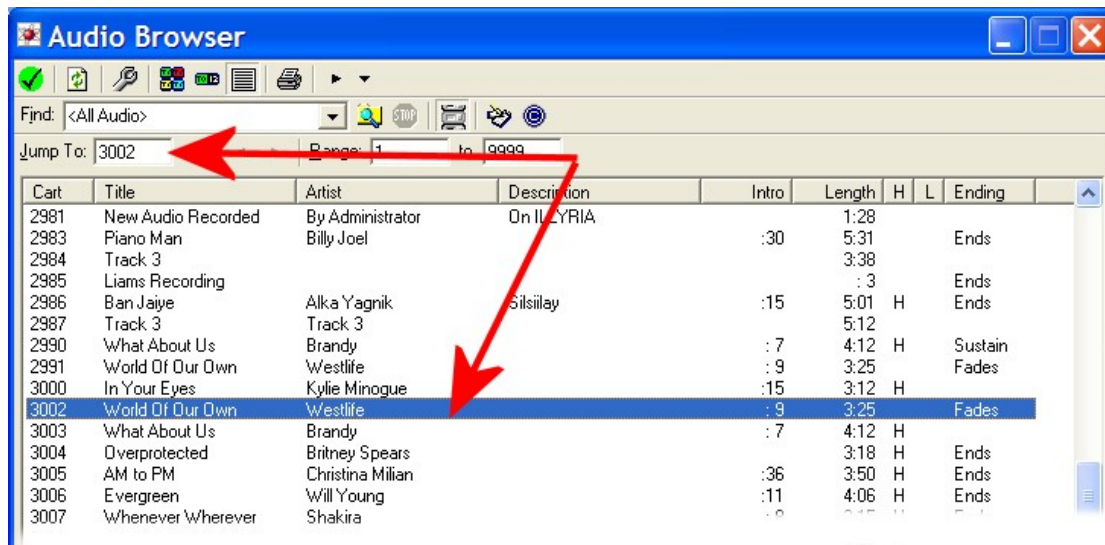 Audio Browser
Find: <All Audio> STOP
Jump To: 3002 Range: 1 to 9999
Cart Title Artist Description Intro Length H L Ending
2981 New Audio Recorded By Administrator On ILLYRIA 1:28
2983 Piano Man Billy Joel :30 5:31 Ends
2984 Track 3 3:38
2985 Liams Recording : 3 Ends
2986 Ban Jaiye Alka Yagnik Silsiilay :15 5:01 H Ends
2987 Track 3 Track 3 5:12
2990 What About Us Brandy : 7 4:12 H Sustain
2991 World Of Our Own Westlife : 9 3:25 Fades
3000 In Your Eyes Kylie Minogue :15 3:12 H
3002 World Of Our Own Westlife : 9 3:25 Fades
3003 What About Us Brandy : 7 4:12 H
3004 Overprotected Britney Spears 3:18 H Ends
3005 AM to PM Christina Milian :36 3:50 H Ends
3006 Evergreen Will Young :11 4:06 H Ends
3007 Whenever Wherever Shakira